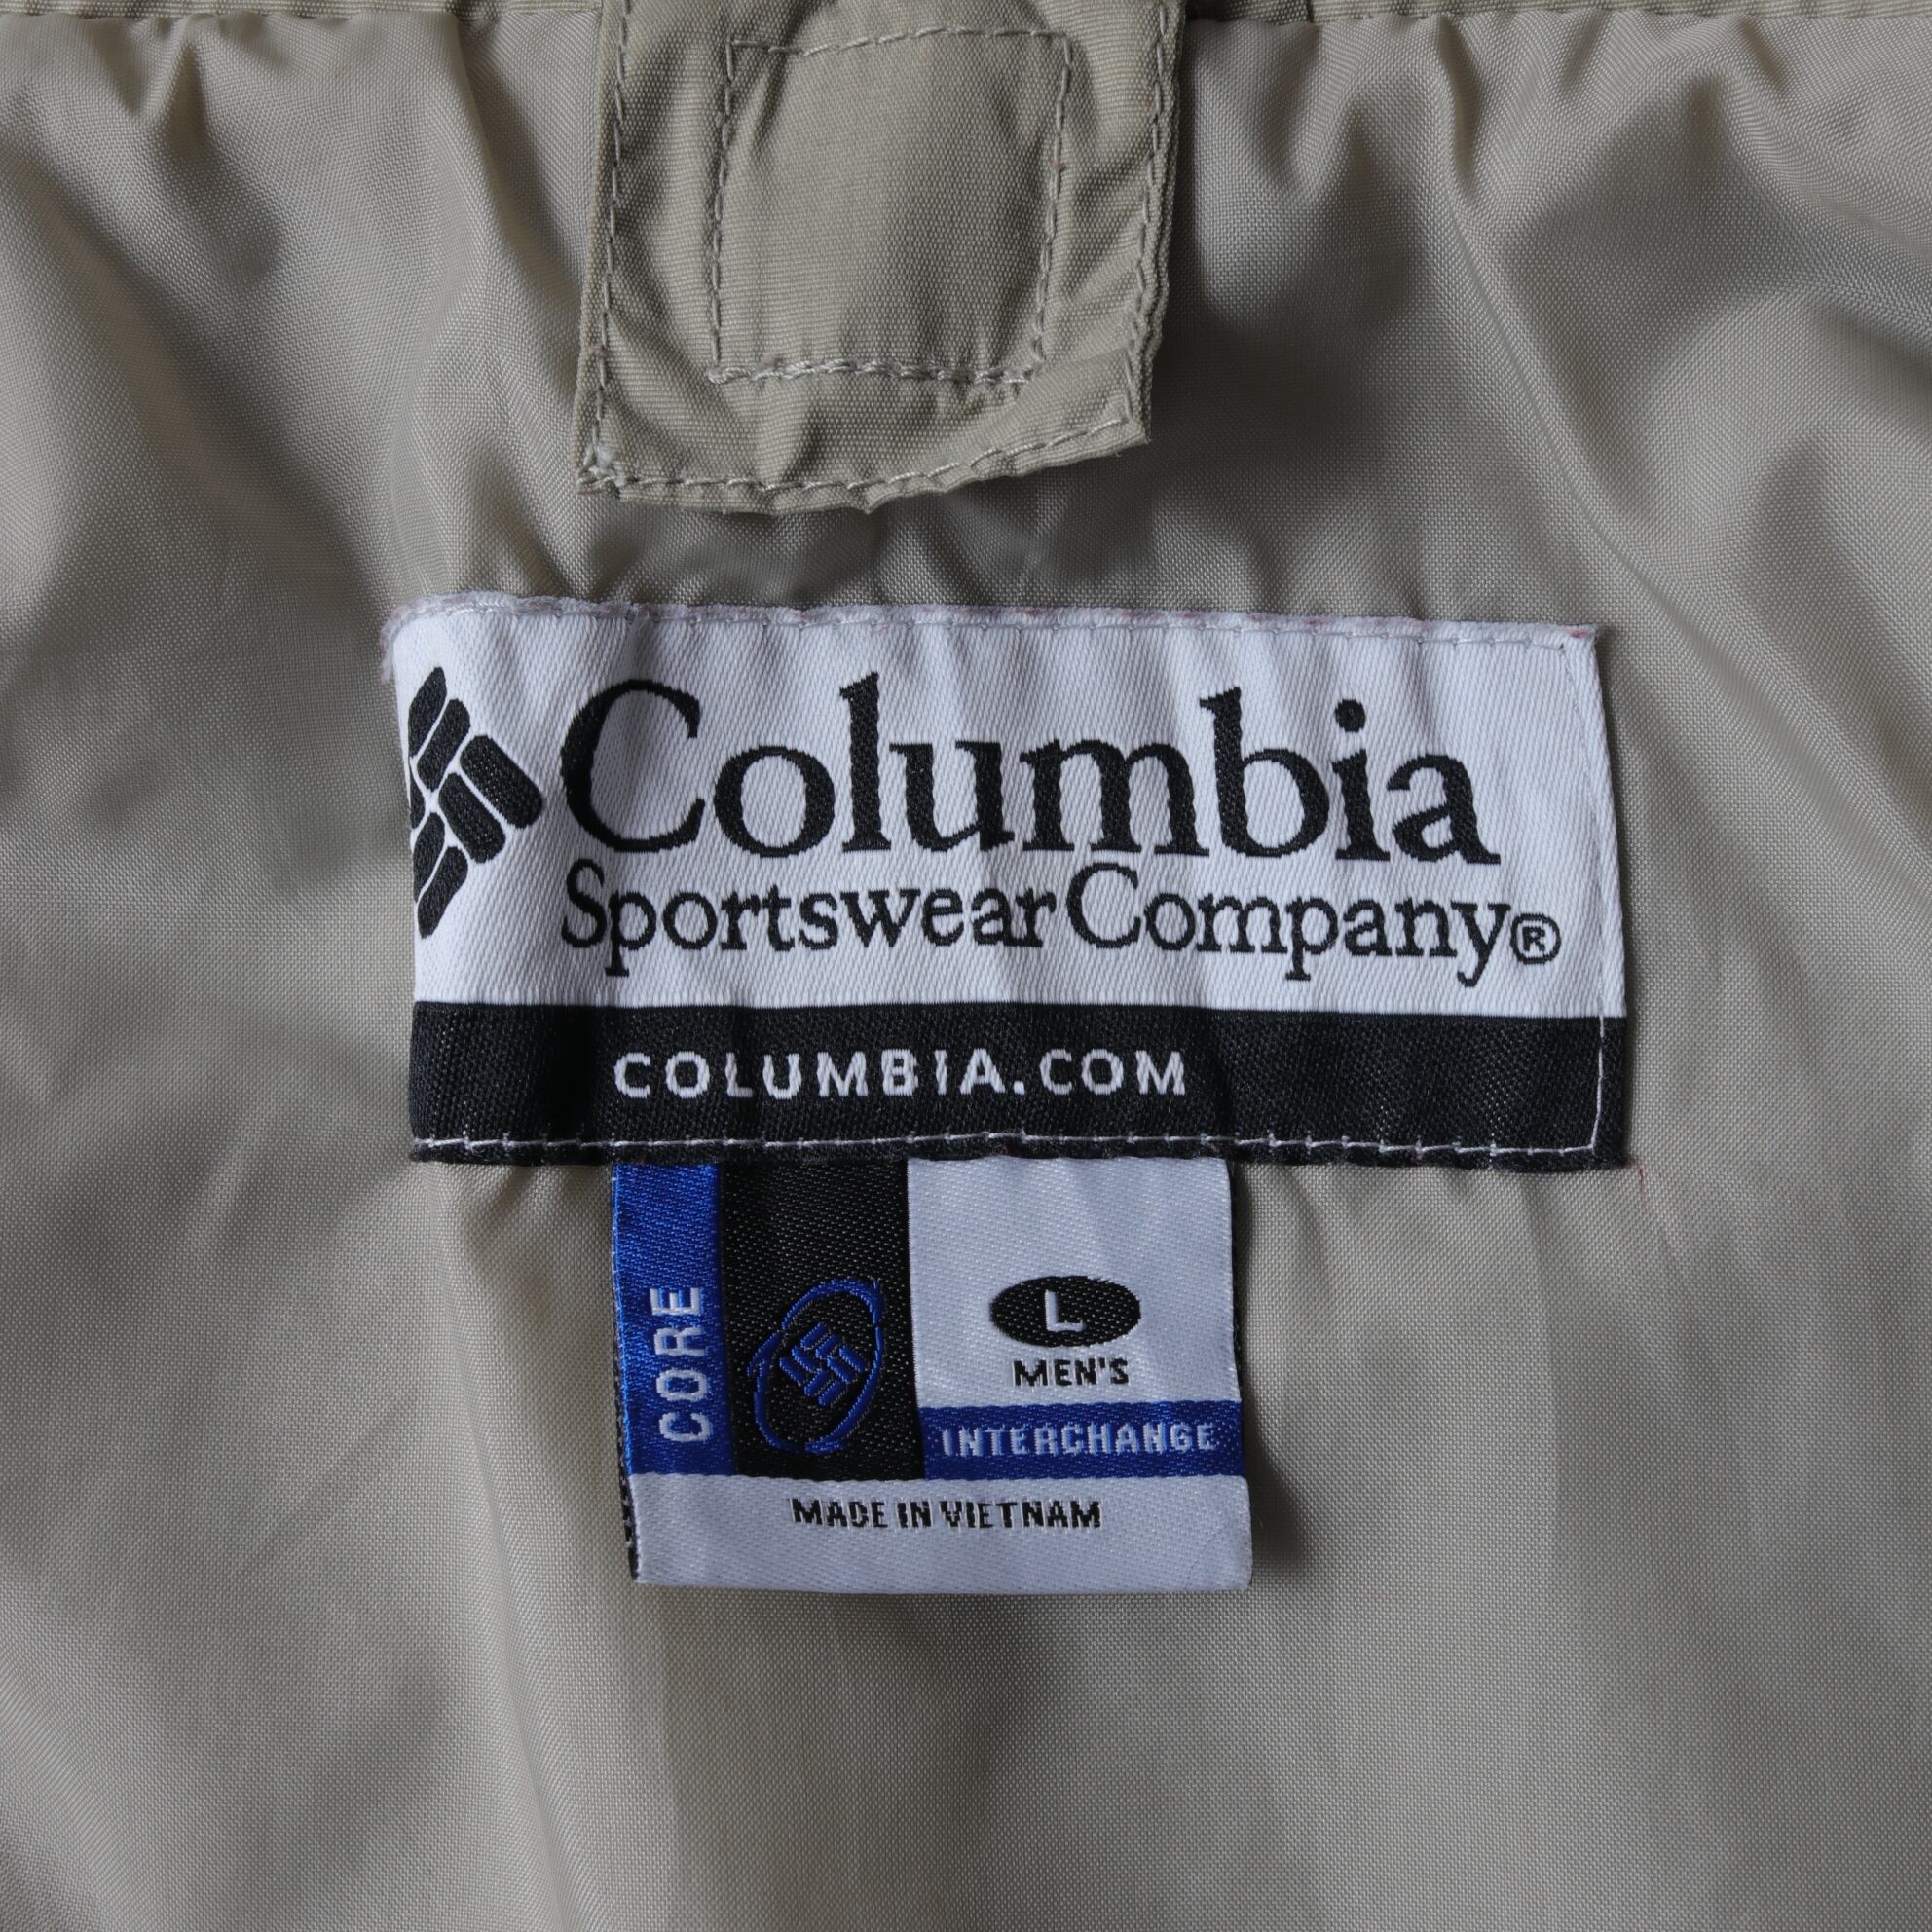 Columbia
Sportswear Company®
COLUMBIA.COM
CORE
L
MEN'S
INTERCHANGE
MADE IN VIETNAM